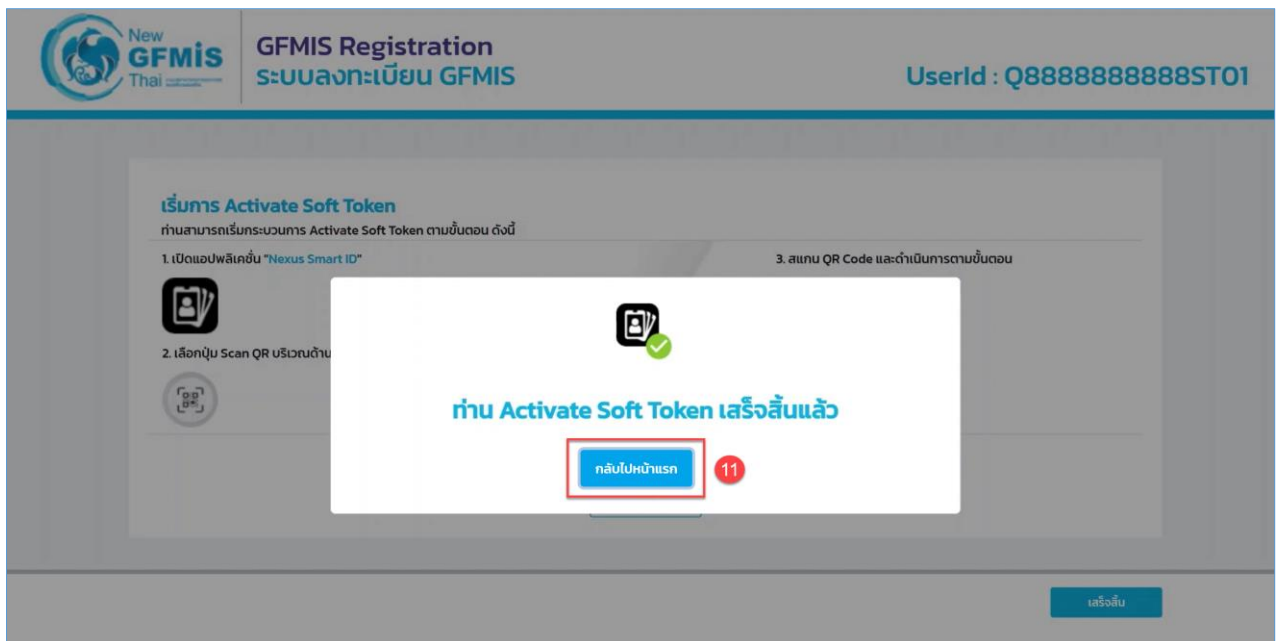 New
GFMIS
Thai
GFMIS Registration
ระบบลงทะเบียน GFMIS
UserId : Q8888888888ST01
เริ่มการ Activate Soft Token
ท่านสามารถเริ่มกระบวนการ Activate Soft Token ตามขั้นตอน ดังนี้
1. เปิดแอปพลิเคชั่น "Nexus Smart ID"
3. สแกน QR Code และดำเนินการตามขั้นตอน
2. เลือกปุ่ม Scan QR บริเวณด้าน
ท่าน Activate Soft Token เสร็จสิ้นแล้ว
กลับไปหน้าแรก
11
เสร็จสิ้น